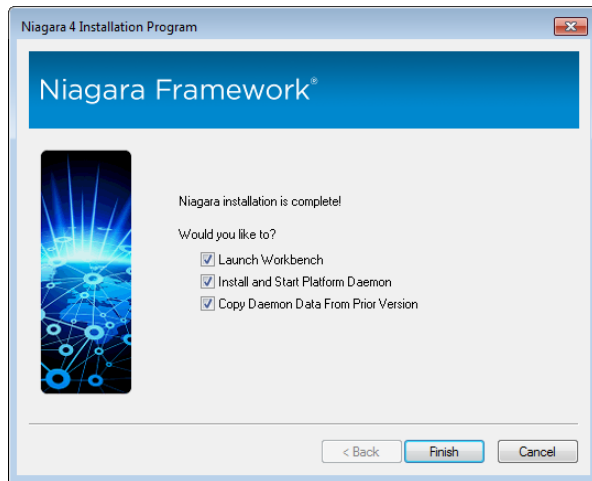 Niagara 4 Installation Program
Niagara Framework®
Niagara installation is complete!
Would you like to?
Launch Workbench
Install and Start Platform Daemon
Copy Daemon Data From Prior Version
< Back
Finish
Cancel